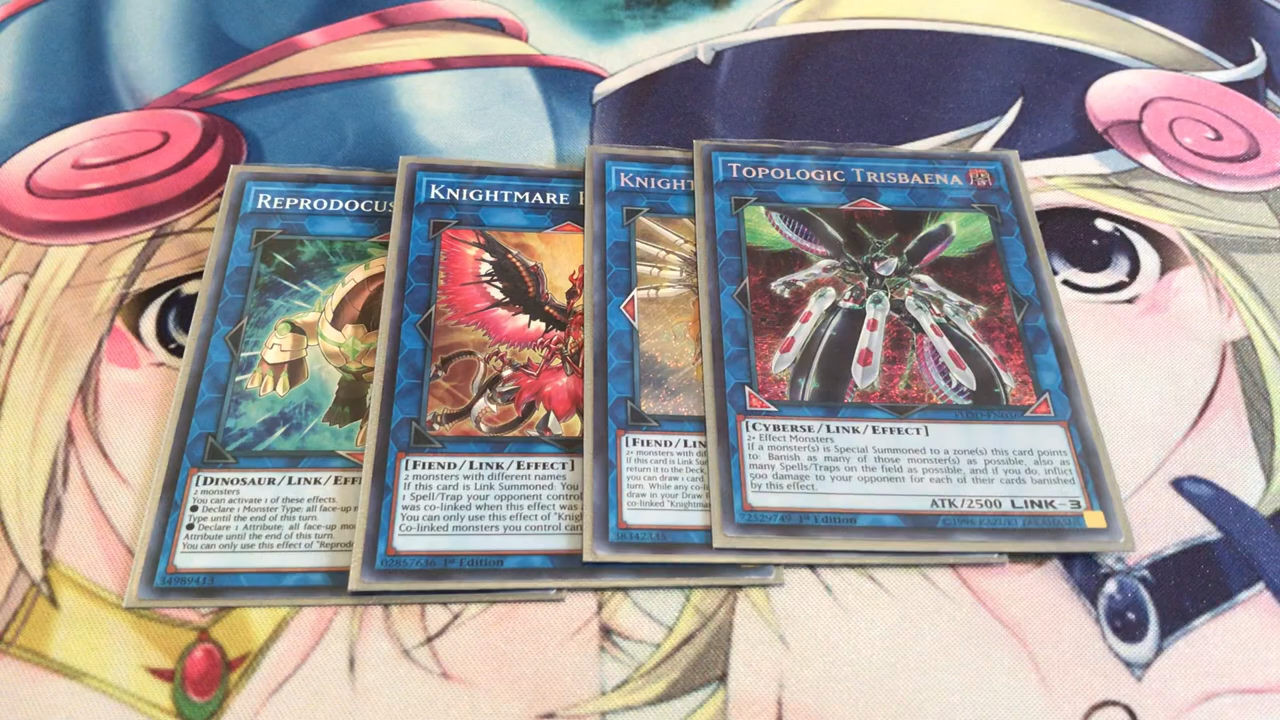 REPRODOCUS
[DINOSAUR/LINK/EFF
2 monsters
You can activate 1 of these effects.
● Declare 1 Monster Type; all face-up m
Type until the end of this turn.
● Declare 1 Attribute; all face-up mo
Attribute until the end of this turn.
You can only use this effect of "Reprod
34989413
KNIGHTMARE
[FIEND/LINK/EFFECT]
2 monsters with different names
If this card is Link Summoned: You
1 Spell/Trap your opponent control
was co-linked when this effect was
You can only use this effect of "Knigh
Co-linked monsters you control can
02857636 1st Edition
KNIGHT
[FIEND/LIN
2+ monsters with dif
If this card is Link Sum
return it to the Deck,
you can draw 1 card
turn. While any co-li
draw in your Draw P
co-linked "Knightmar
TOPOLOGIC TRISBAENA
[CYBERSE/LINK/EFFECT]
2+ Effect Monsters
If a monster(s) is Special Summoned to a zone(s) this card points
to: Banish as many of those monster(s) as possible, also as
many Spells/Traps on the field as possible, and if you do, inflict
500 damage to your opponent for each of their cards banished
by this effect.
ATK/2500 LINK-3
72529749 1st Edition
©1996 KAZUKI TAKAHASHI